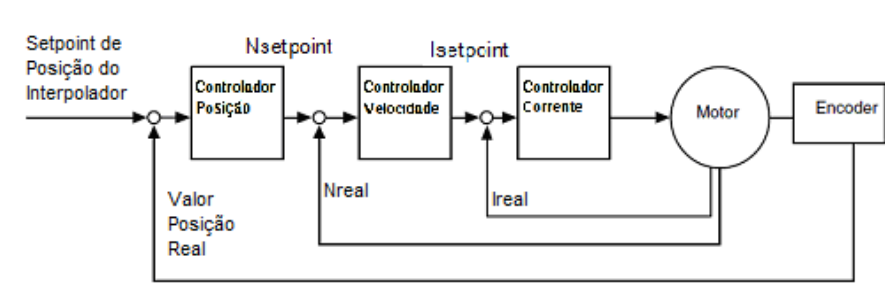 Setpoint de
Posição do
Interpolador
Nsetpoint
Isetpcint
Controlador
Posição
Controlador
Velocidade
Controlador
Corrente
Motor
Encoder
Valor
Posição
Real
Nreal
Ireal